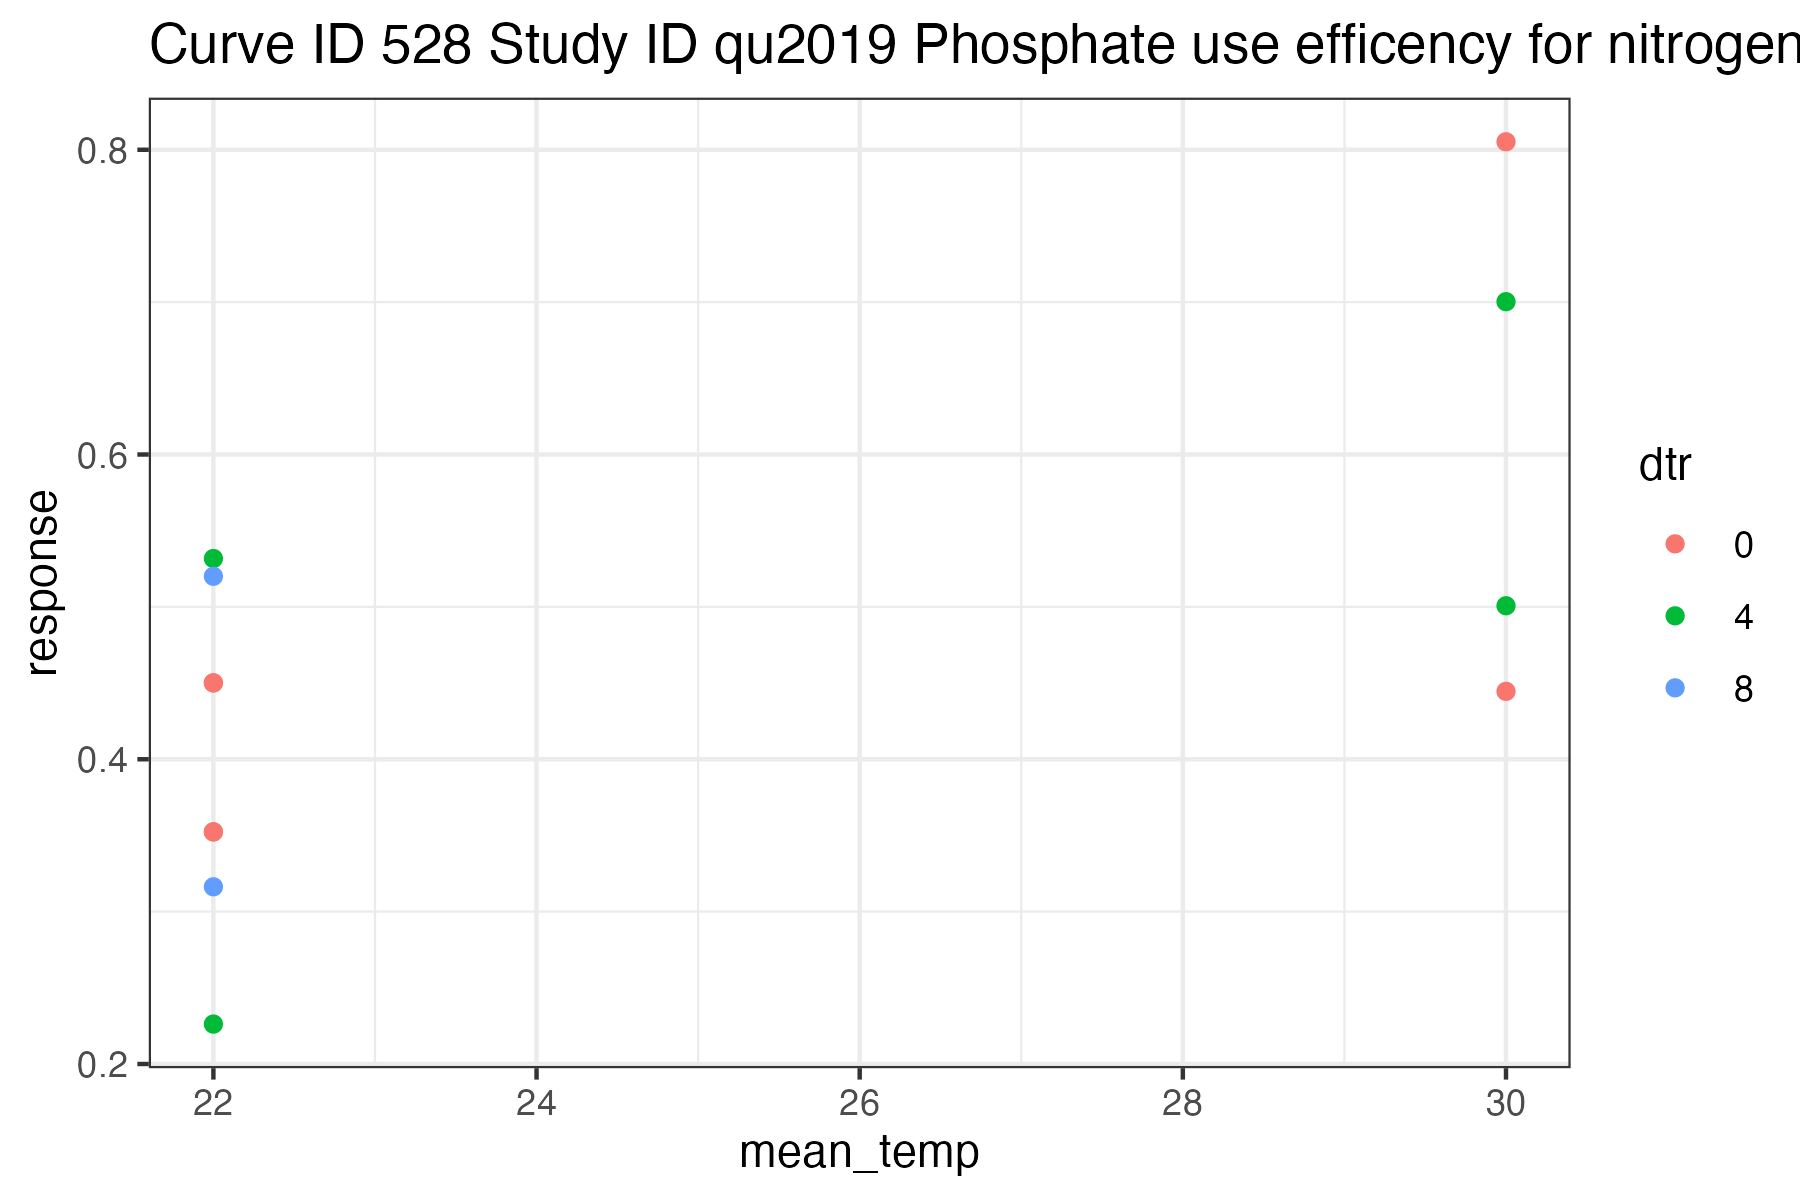 Curve ID 528 Study ID qu2019 Phosphate use efficency for nitrogen
0.8
0.6
0.4
0.2
response
22 24 26 28 30
mean_temp
dtr
0
4
8